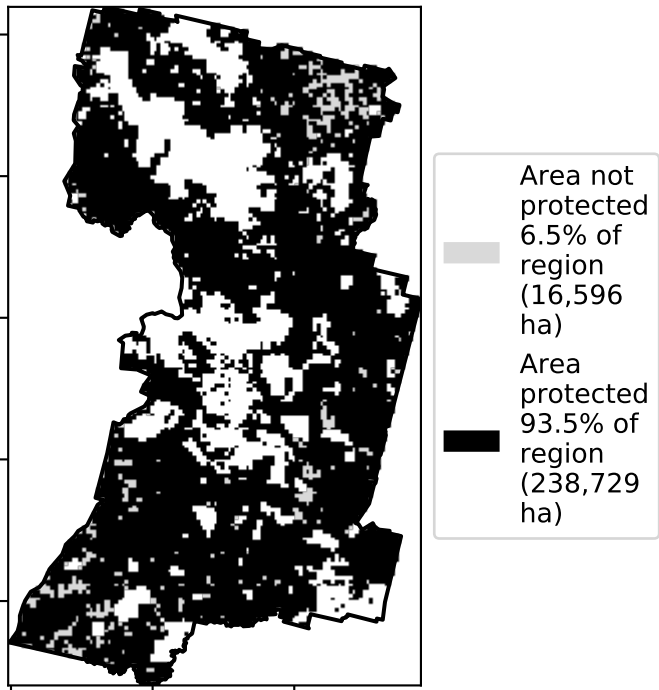 Area not
protected
6.5% of
region
(16,596
ha)
Area
protected
93.5% of
region
(238,729
ha)